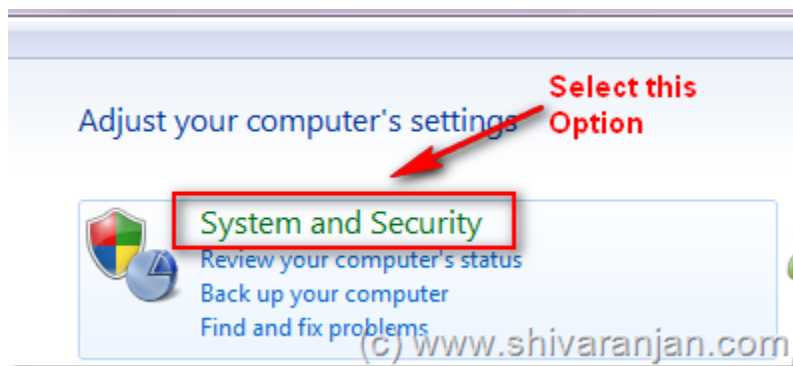 Select this
Option
Adjust your computer's settings
System and Security
Review your computer's status
Back up your computer
Find and fix problems
(c) www.shivaranjan.com